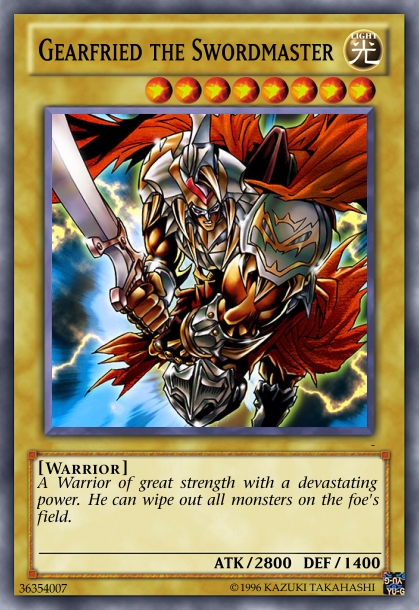 GEARFRIED THE SWORDMASTER
LIGHT
光
[WARRIOR]
A Warrior of great strength with a devastating
power. He can wipe out all monsters on the foe's
field.
ATK/2800 DEF/1400
36354007
©1996 KAZUKI TAKAHASHI